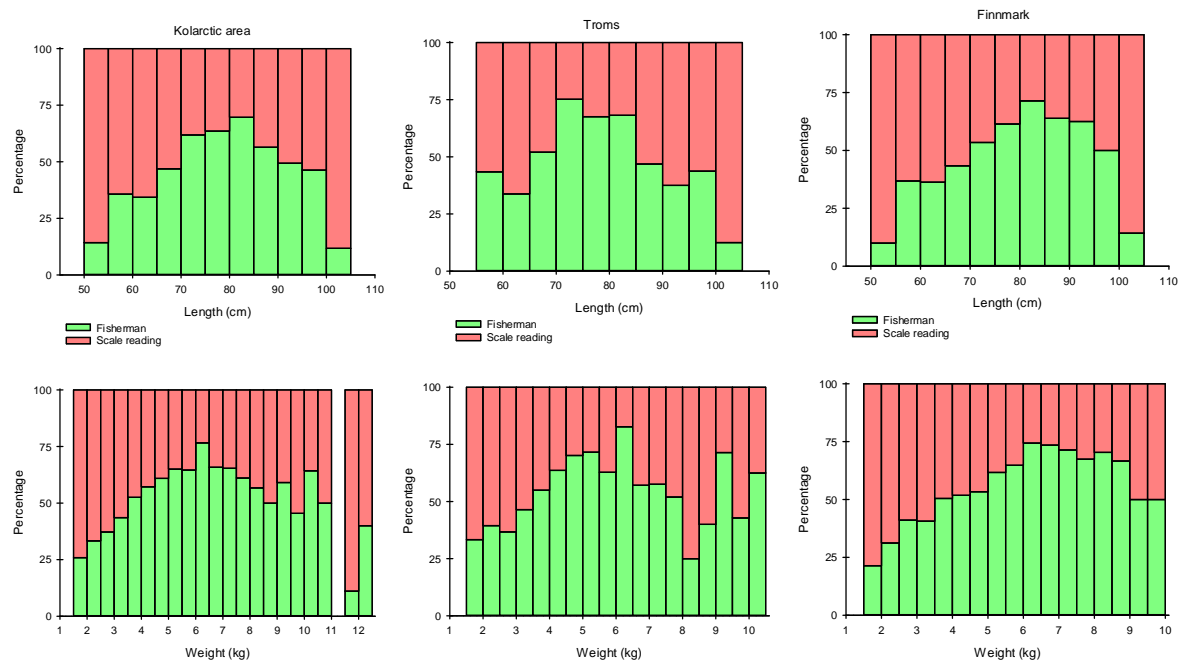 Kolarctic area
Percentage
100
75
50
25
0
50 60 70 80 90 100 110
Length (cm)
Fisherman
Scale reading
Troms
Percentage
100
75
50
25
0
50 60 70 80 90 100 110
Length (cm)
Fisherman
Scale reading
Finnmark
Percentage
100
75
50
25
0
50 60 70 80 90 100 110
Length (cm)
Fisherman
Scale reading
Percentage
100
75
50
25
0
1 2 3 4 5 6 7 8 9 10 11 12
Weight (kg)
Percentage
100
75
50
25
0
1 2 3 4 5 6 7 8 9 10
Weight (kg)
Percentage
100
75
50
25
0
1 2 3 4 5 6 7 8 9 10
Weight (kg)